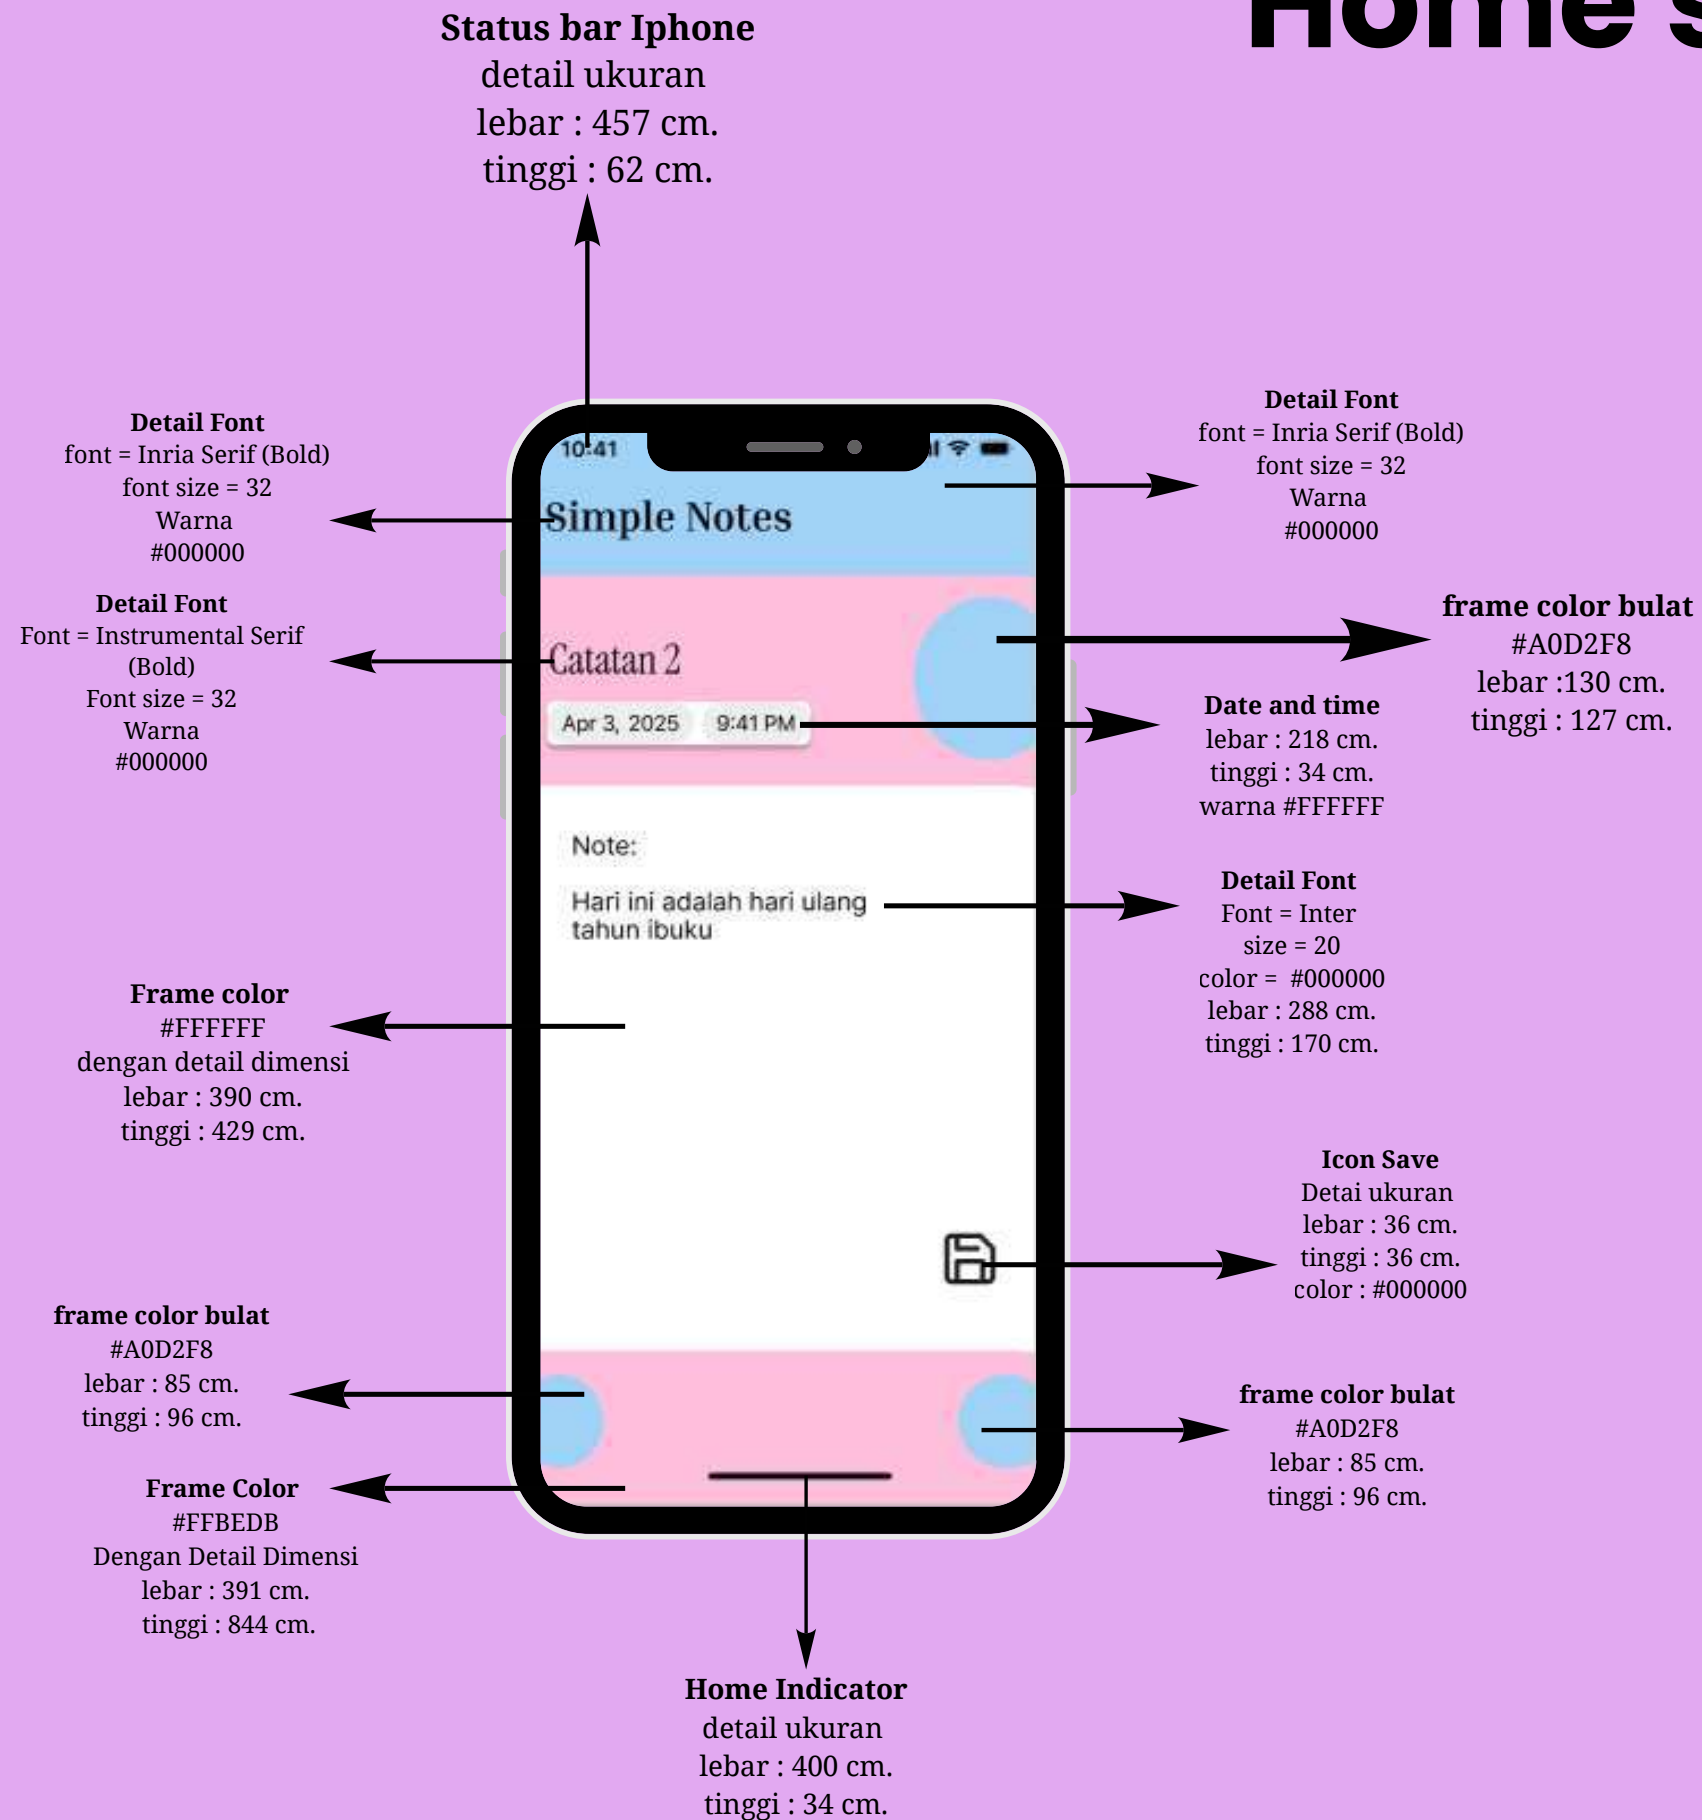 Home S
Status bar Iphone
detail ukuran
lebar : 457 cm.
tinggi : 62 cm.
Detail Font
font = Inria Serif (Bold)
font size = 32
Warna
#000000
Detail Font
Font = Instrumental Serif
(Bold)
Font size = 32
Warna
#000000
Frame color
#FFFFFF
dengan detail dimensi
lebar : 390 cm.
tinggi : 429 cm.
frame color bulat
#A0D2F8
lebar : 85 cm.
tinggi : 96 cm.
Frame Color
#FFBEDB
Dengan Detail Dimensi
lebar : 391 cm.
tinggi : 844 cm.
10:41
Simple Notes
Catatan 2
Apr 3, 2025 9:41 PM
Note:
Hari ini adalah hari ulang
tahun ibuku
Detail Font
font = Inria Serif (Bold)
font size = 32
Warna
#000000
frame color bulat
#A0D2F8
lebar :130 cm.
tinggi : 127 cm.
Date and time
lebar : 218 cm.
tinggi : 34 cm.
warna #FFFFFF
Detail Font
Font = Inter
size = 20
color = #000000
lebar : 288 cm.
tinggi : 170 cm.
Icon Save
Detai ukuran
lebar : 36 cm.
tinggi : 36 cm.
color : #000000
frame color bulat
#A0D2F8
lebar : 85 cm.
tinggi : 96 cm.
Home Indicator
detail ukuran
lebar : 400 cm.
tinggi : 34 cm.